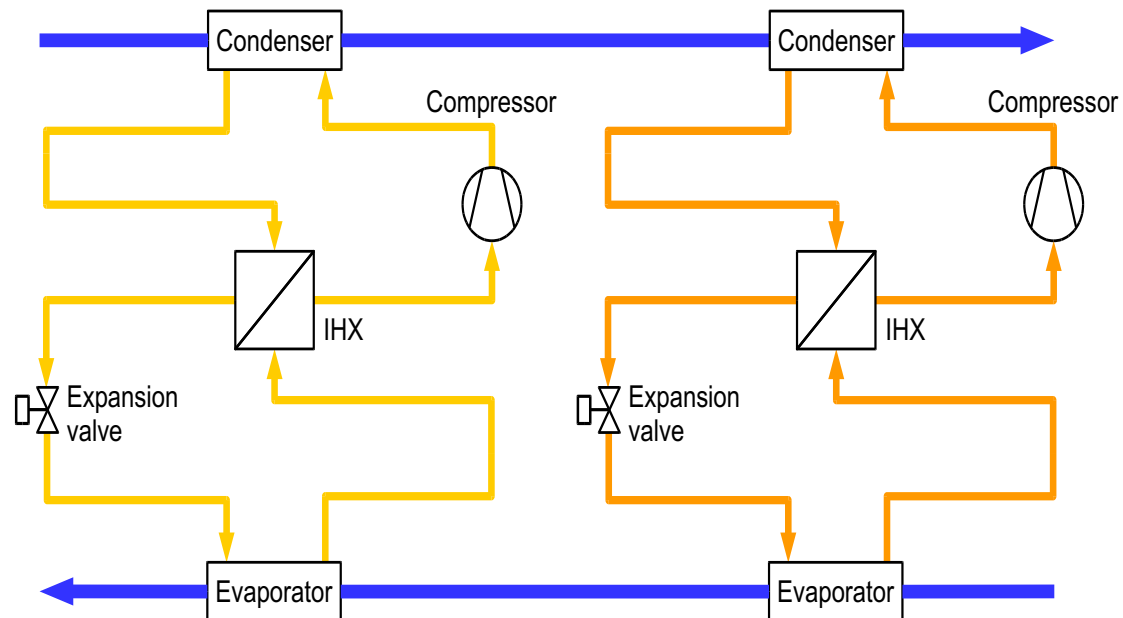 Condenser
Condenser
Compressor
Compressor
IHX
IHX
Expansion
valve
Expansion
valve
Evaporator
Evaporator